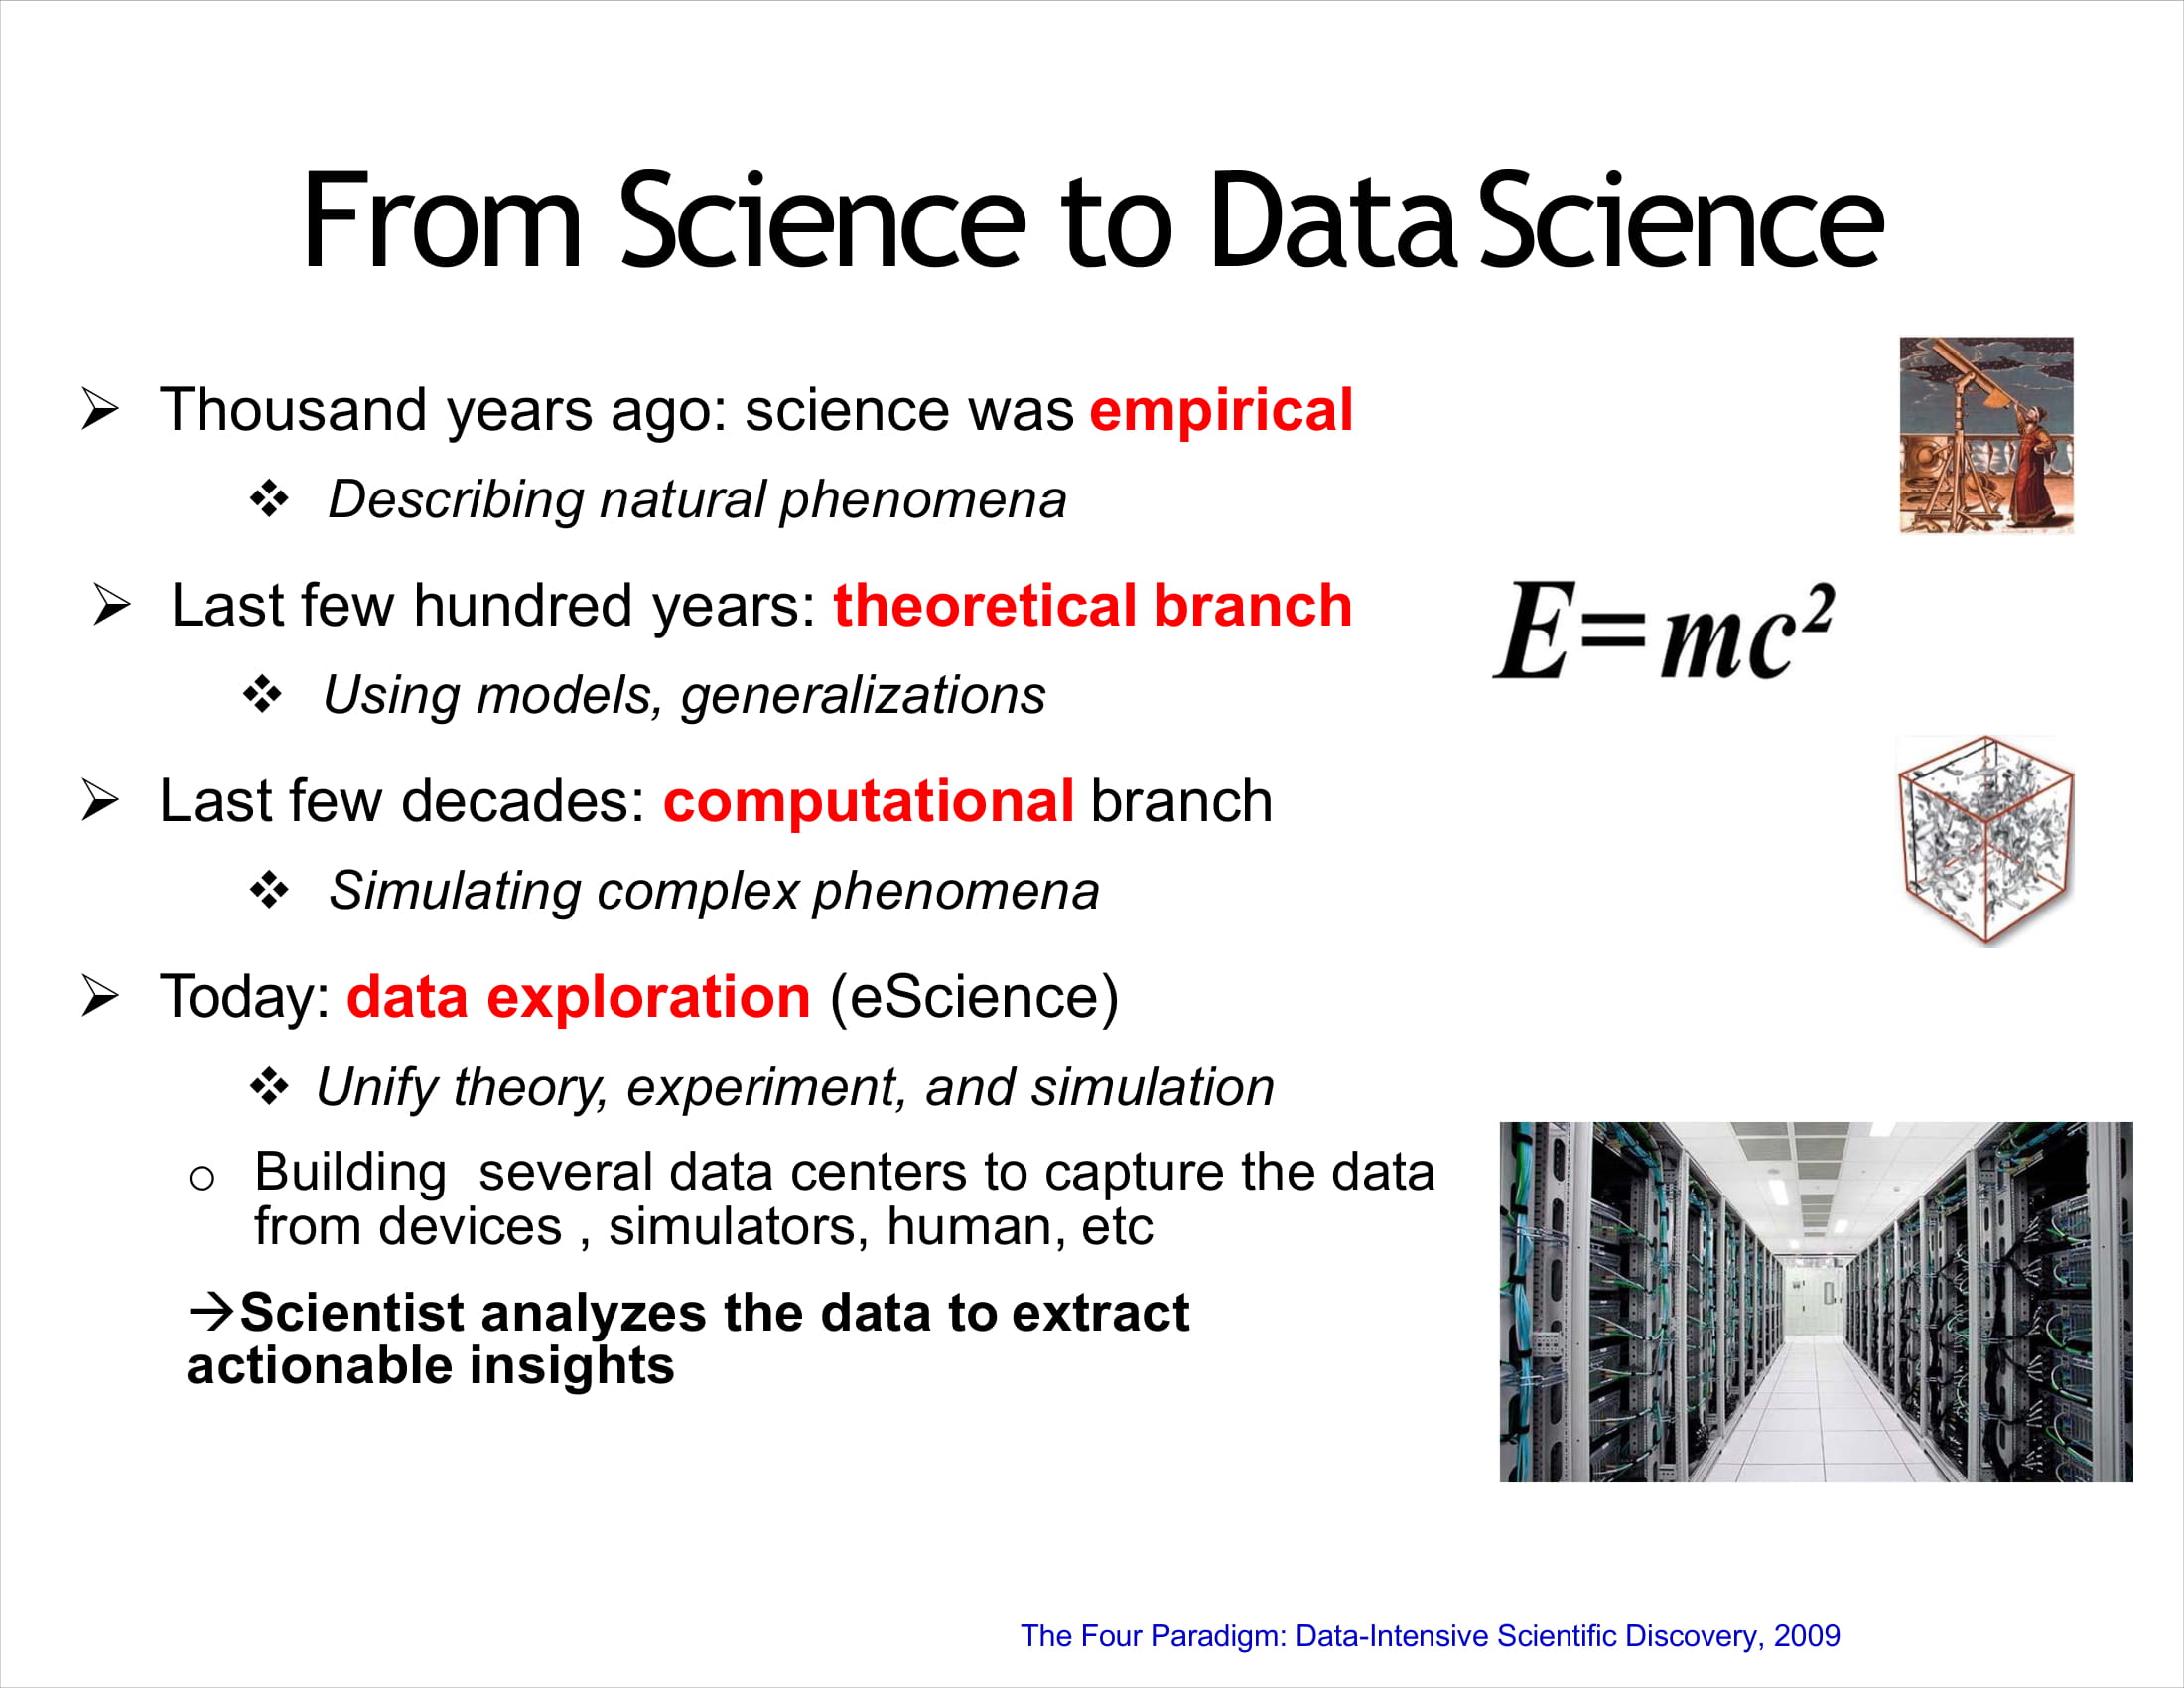 From Science to Data Science
➢ Thousand years ago: science was empirical
❖ Describing natural phenomena
➢ Last few hundred years: theoretical branch
E=mc²
❖ Using models, generalizations
➢ Last few decades: computational branch
❖ Simulating complex phenomena
➢ Today: data exploration (eScience)
❖ Unify theory, experiment, and simulation
o Building several data centers to capture the data
from devices , simulators, human, etc
→Scientist analyzes the data to extract
actionable insights
The Four Paradigm: Data-Intensive Scientific Discovery, 2009